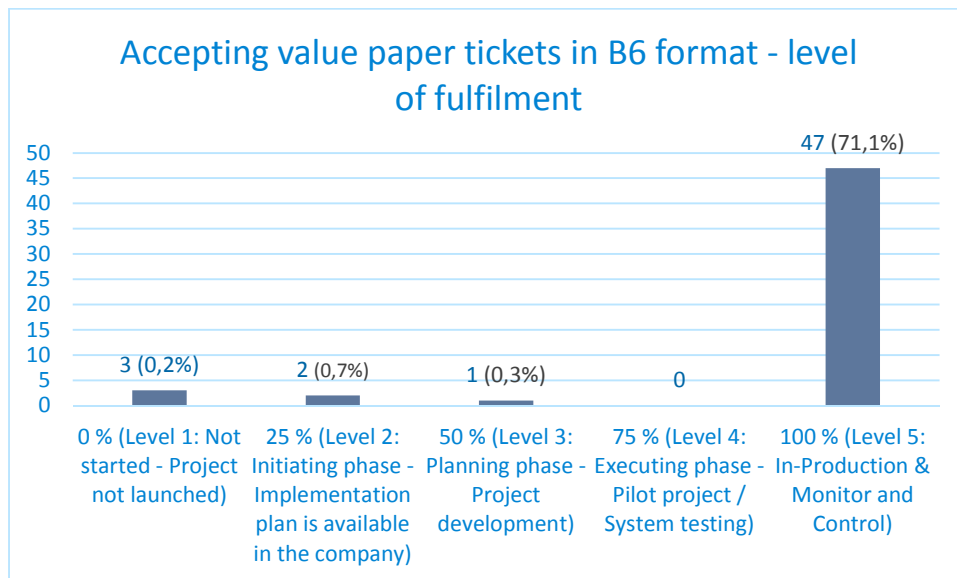 Accepting value paper tickets in B6 format - level
of fulfilment
50
45
40
35
30
25
20
15
10
5
0
3 (0,2%)
2 (0,7%)
1 (0,3%)
0
47 (71,1%)
0 % (Level 1: Not
started - Project
not launched)
25 % (Level 2:
Initiating phase -
Implementation
plan is available
in the company)
50 % (Level 3:
Planning phase -
Project
development)
75 % (Level 4:
Executing phase -
Pilot project /
System testing)
100 % (Level 5:
In-Production &
Monitor and
Control)